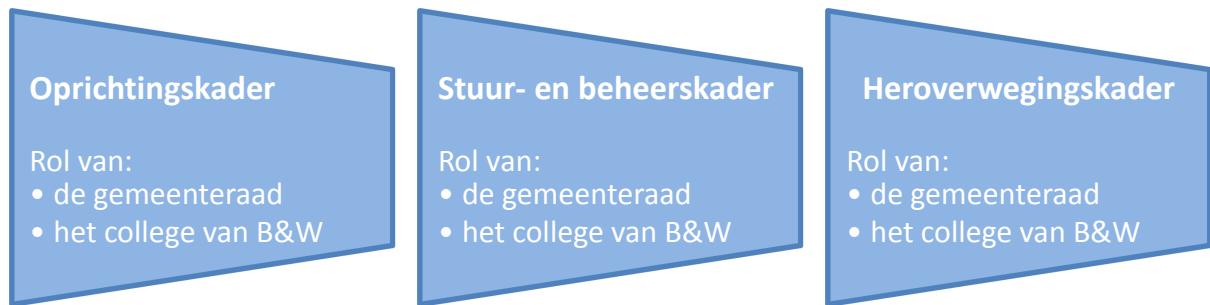 Oprichtingskader
Rol van:
• de gemeenteraad
• het college van B&W
Stuur- en beheerskader
Rol van:
• de gemeenteraad
• het college van B&W
Heroverwegingskader
Rol van:
• de gemeenteraad
• het college van B&W